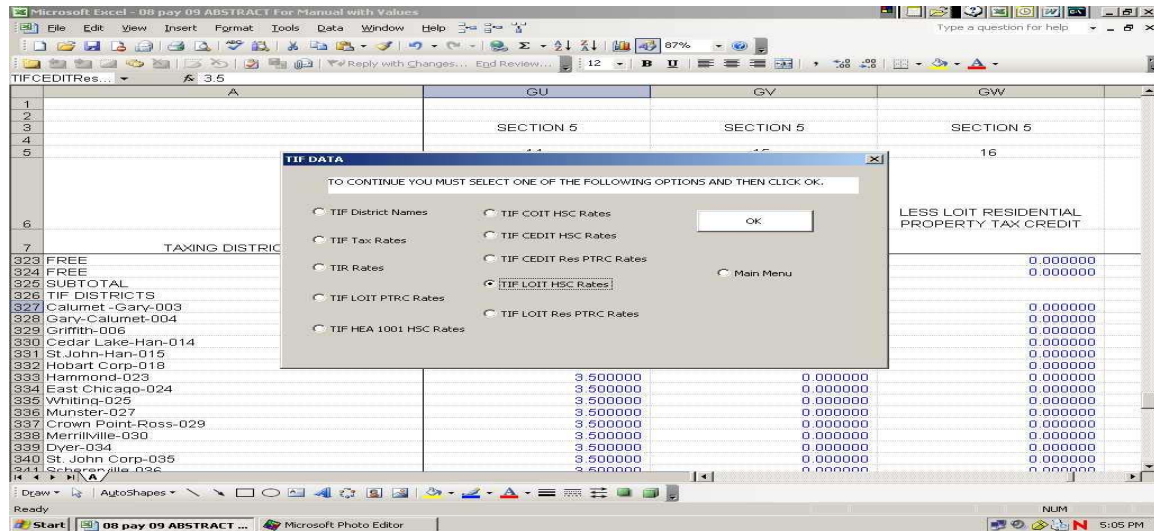 Microsoft Excel - 08 pay 09 ABSTRACT For Manual with Values
File Edit View Insert Format Tools Data Window Help
Type a question for help
87%
Reply with Changes... End Review...
12
B U
TIFCEDITRes...
fx 3.5
A GU GV GW
1
2
3 SECTION 5 SECTION 5 SECTION 5
4
5 16
6 LESS LOIT RESIDENTIAL PROPERTY TAX CREDIT
7 TAXING DISTRIC
TIF DATA
TO CONTINUE YOU MUST SELECT ONE OF THE FOLLOWING OPTIONS AND THEN CLICK OK.
TIF District Names
TIF Tax Rates
TIR Rates
TIF LOIT PTRC Rates
TIF HEA 1001 HSC Rates
TIF COIT HSC Rates
TIF CEDIT HSC Rates
TIF CEDIT Res PTRC Rates
TIF LOIT HSC Rates
TIF LOIT Res PTRC Rates
OK
Main Menu
323 FREE 0.000000
324 FREE 0.000000
325 SUBTOTAL
326 TIF DISTRICTS
327 Calumet -Gary-003 0.000000
328 Gary-Calumet-004 0.000000
329 Griffith-006 0.000000
330 Cedar Lake-Han-014 0.000000
331 St.John-Han-015 0.000000
332 Hobart Corp-018 0.000000
333 Hammond-023 3.500000 0.000000 0.000000
334 East Chicago-024 3.500000 0.000000 0.000000
335 Whiting-025 3.500000 0.000000 0.000000
336 Munster-027 3.500000 0.000000 0.000000
337 Crown Point-Ross-029 3.500000 0.000000 0.000000
338 Merrillville-030 3.500000 0.000000 0.000000
339 Dyer-034 3.500000 0.000000 0.000000
340 St. John Corp-035 3.500000 0.000000 0.000000
341 Schererville-036 3.500000 0.000000 0.000000
A
Draw AutoShapes
Ready
NUM
Start 08 pay 09 ABSTRACT ... Microsoft Photo Editor 5:05 PM